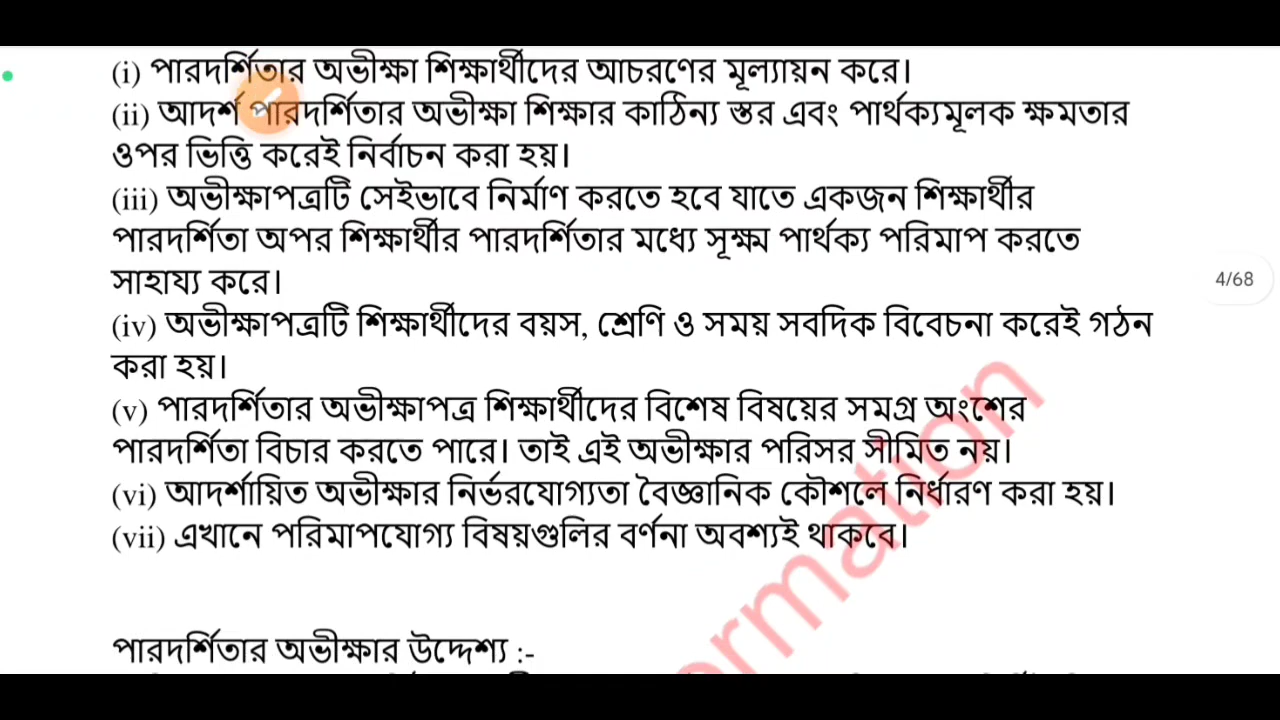 (i) পারদর্শিতার অভীক্ষা শিক্ষার্থীদের আচরণের মূল্যায়ন করে।
(ii) আদর্শ পারদর্শিতার অভীক্ষা শিক্ষার কাঠিন্য স্তর এবং পার্থক্যমূলক ক্ষমতার
ওপর ভিত্তি করেই নির্বাচন করা হয়।
(iii) অভীক্ষাপত্রটি সেইভাবে নির্মাণ করতে হবে যাতে একজন শিক্ষার্থীর
পারদর্শিতা অপর শিক্ষার্থীর পারদর্শিতার মধ্যে সূক্ষ্ম পার্থক্য পরিমাপ করতে
সাহায্য করে।
4/68
(iv) অভীক্ষাপত্রটি শিক্ষার্থীদের বয়স, শ্রেণি ও সময় সবদিক বিবেচনা করেই গঠন
করা হয়।
(v) পারদর্শিতার অভীক্ষাপত্র শিক্ষার্থীদের বিশেষ বিষয়ের সমগ্র অংশের
পারদর্শিতা বিচার করতে পারে। তাই এই অভীক্ষার পরিসর সীমিত নয়।
(vi) আদর্শায়িত অভীক্ষার নির্ভরযোগ্যতা বৈজ্ঞানিক কৌশলে নির্ধারণ করা হয়।
(vii) এখানে পরিমাপযোগ্য বিষয়গুলির বর্ণনা অবশ্যই থাকবে।
rmation
পারদর্শিতার অভীক্ষার উদ্দেশ্য :-